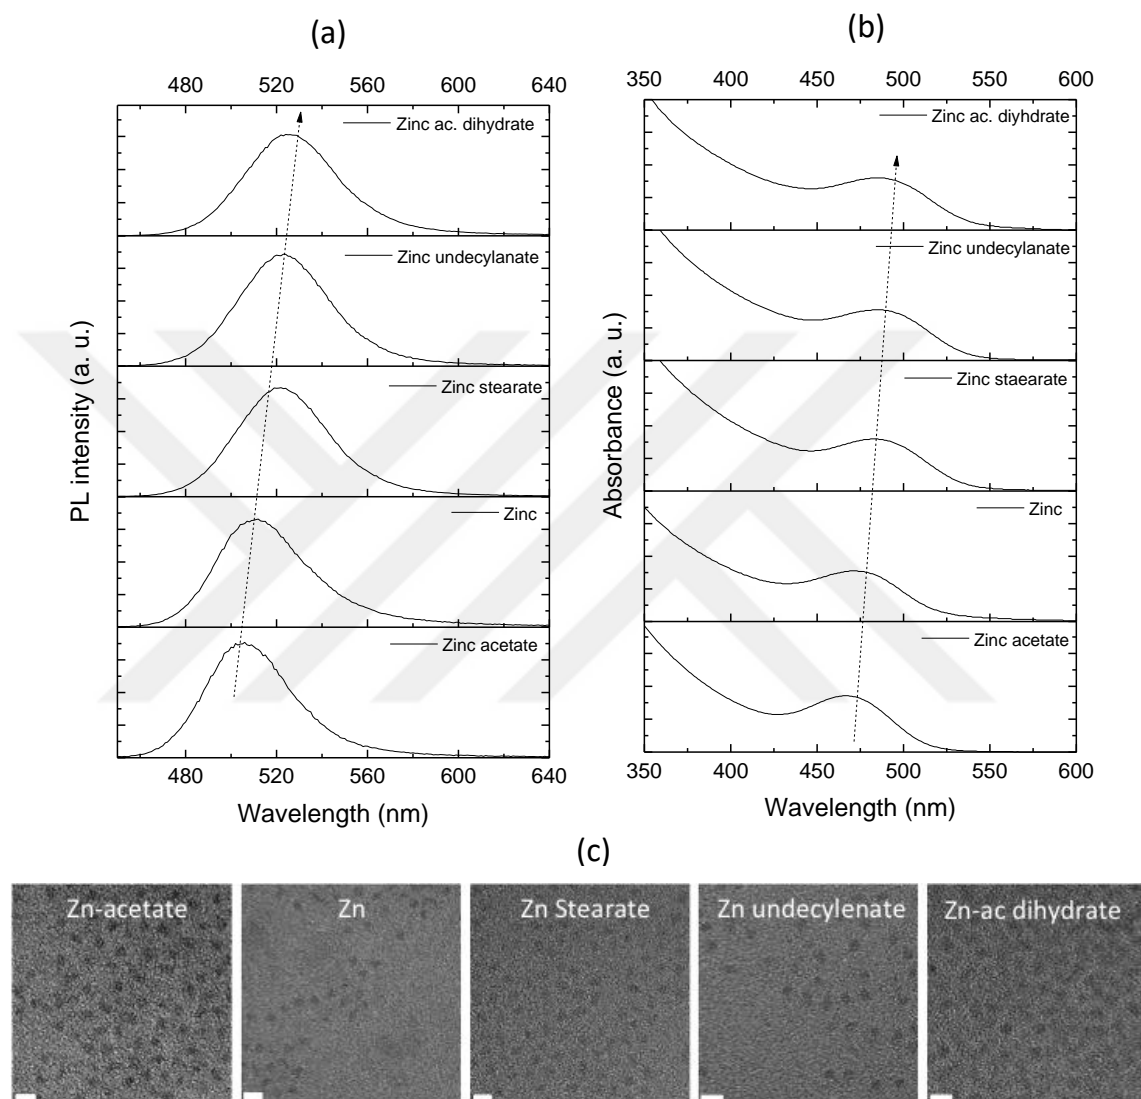 (a)
480 520 560 600 640
Zinc ac. dihydrate
Zinc undecylanate
Zinc stearate
Zinc
Zinc acetate
PL intensity (a. u.)
480 520 560 600 640
Wavelength (nm)
(b)
350 400 450 500 550 600
Zinc ac. diyhdrate
Zinc undecylanate
Zinc staearate
Zinc
Zinc acetate
Absorbance (a. u.)
350 400 450 500 550 600
Wavelength (nm)
(c)
Zn-acetate
Zn
Zn Stearate
Zn undecylenate
Zn-ac dihydrate